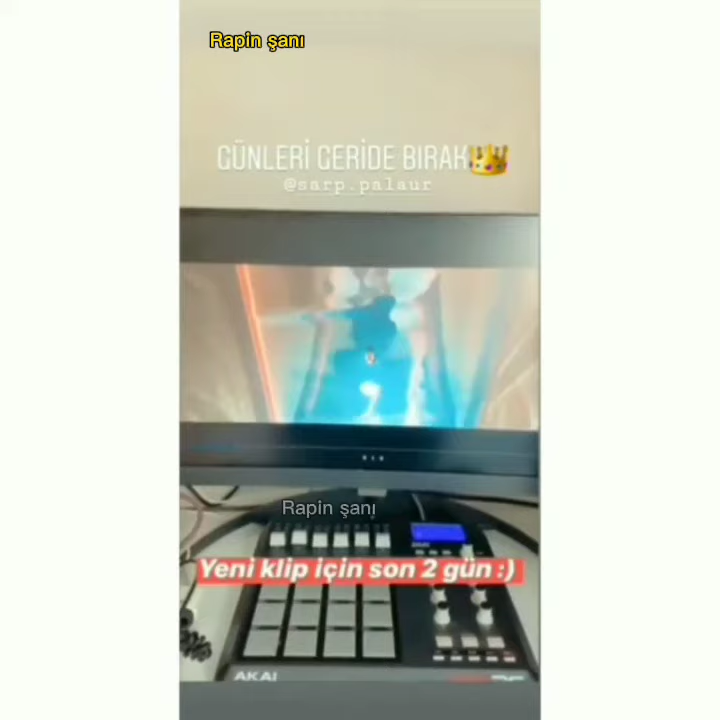 Rapin şanı
GÜNLERİ GERİDE BIRAK
@sarp.palaur
Rapin şanı
Yeni klip için son 2 gün :)
AKAI